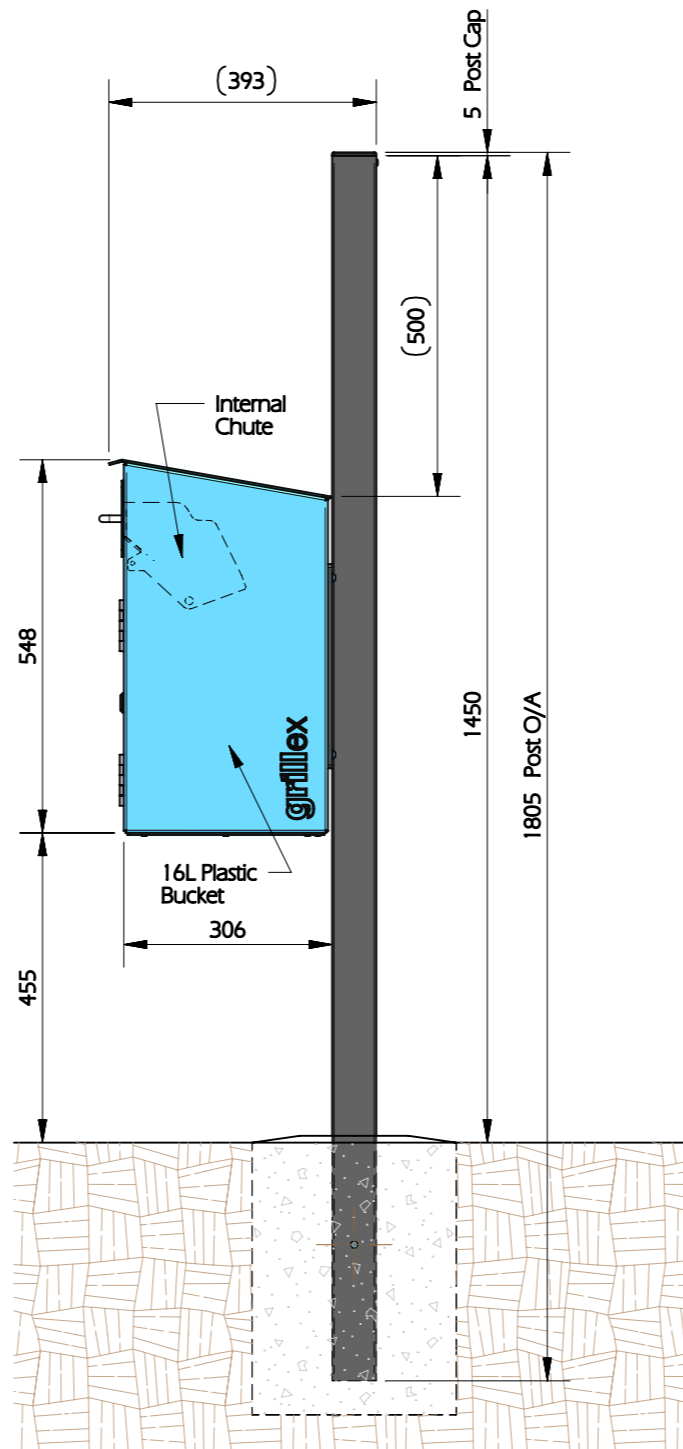 5 Post Cap
(393)
(500)
Internal
Chute
548
1450
1805 Post O/A
grillex
16L Plastic
Bucket
306
455